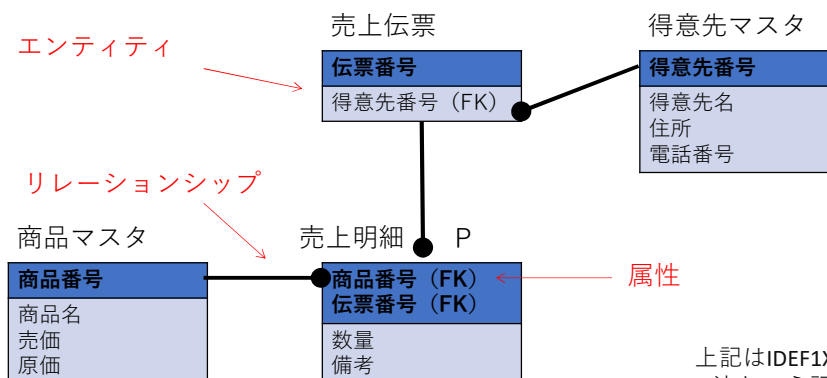 売上伝票
得意先マスタ
エンティティ
伝票番号
得意先番号（FK）
得意先番号
得意先名
住所
電話番号
リレーションシップ
商品マスタ
売上明細
P
商品番号
商品名
売価
原価
商品番号（FK）
伝票番号（FK）
数量
備考
属性
上記はIDEF1X